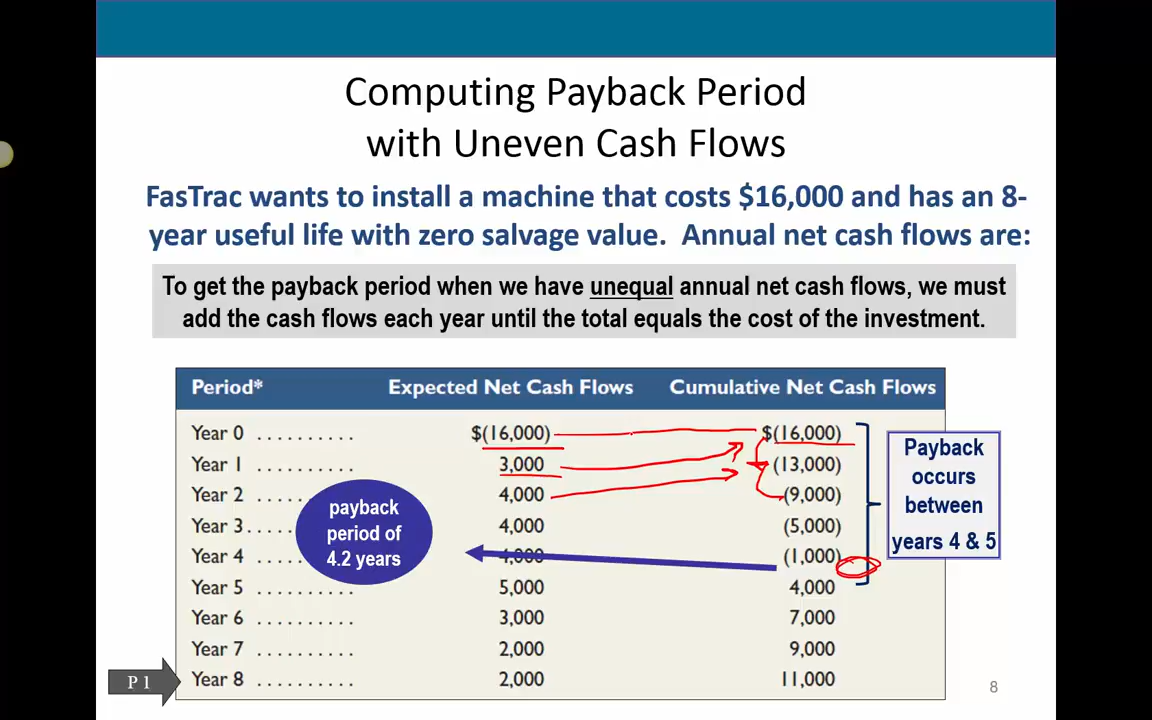 Computing Payback Period
with Uneven Cash Flows
FasTrac wants to install a machine that costs $16,000 and has an 8-
year useful life with zero salvage value. Annual net cash flows are:
To get the payback period when we have unequal annual net cash flows, we must
add the cash flows each year until the total equals the cost of the investment.
Period* Expected Net Cash Flows Cumulative Net Cash Flows
Year 0 . . . . . . . . . . $(16,000) $(16,000)
Year 1 . . . . . . . . . . 3,000 (13,000)
Year 2 . . 4,000 (9,000)
Year 3 . . . . 4,000 (5,000)
Year 4 . . . 4,000 (1,000)
Year 5 . . . . . . . . . . 5,000 4,000
Year 6 . . . . . . . . . . 3,000 7,000
Year 7 . . . . . . . . . . 2,000 9,000
Year 8 . . . . . . . . . . 2,000 11,000
payback
period of
4.2 years
Payback
occurs
between
years 4 & 5
P 1
8